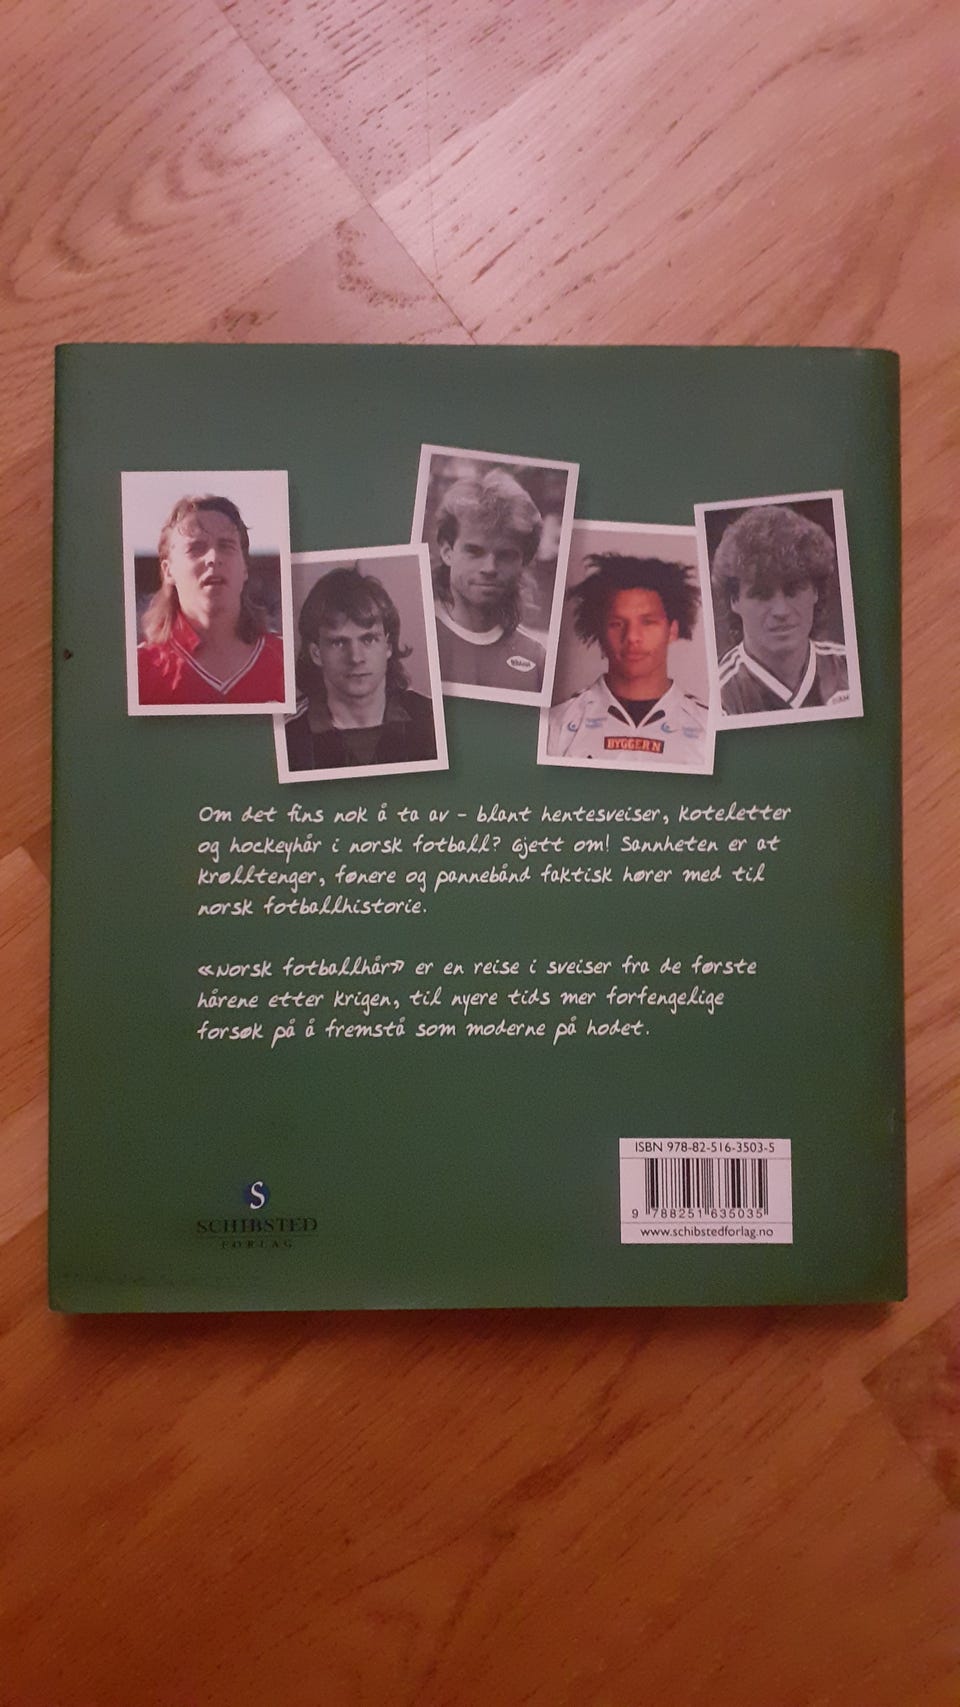 BYGGER'N
Om det fins nok å ta av – blant hentesveiser, koteletter
og hockeyhår i norsk fotball? Gjett om! Sannheten er at
krølltenger, fønere og pannebånd faktisk hører med til
norsk fotballhistorie.
«Norsk fotballhår» er en reise i sveiser fra de første
hårene etter krigen, til nyere tids mer forfengelige
forsøk på å fremstå som moderne på hodet.
ISBN 978-82-516-3503-5
9 788251 635035
www.schibstedforlag.no
S
SCHIBSTED
FORLAG